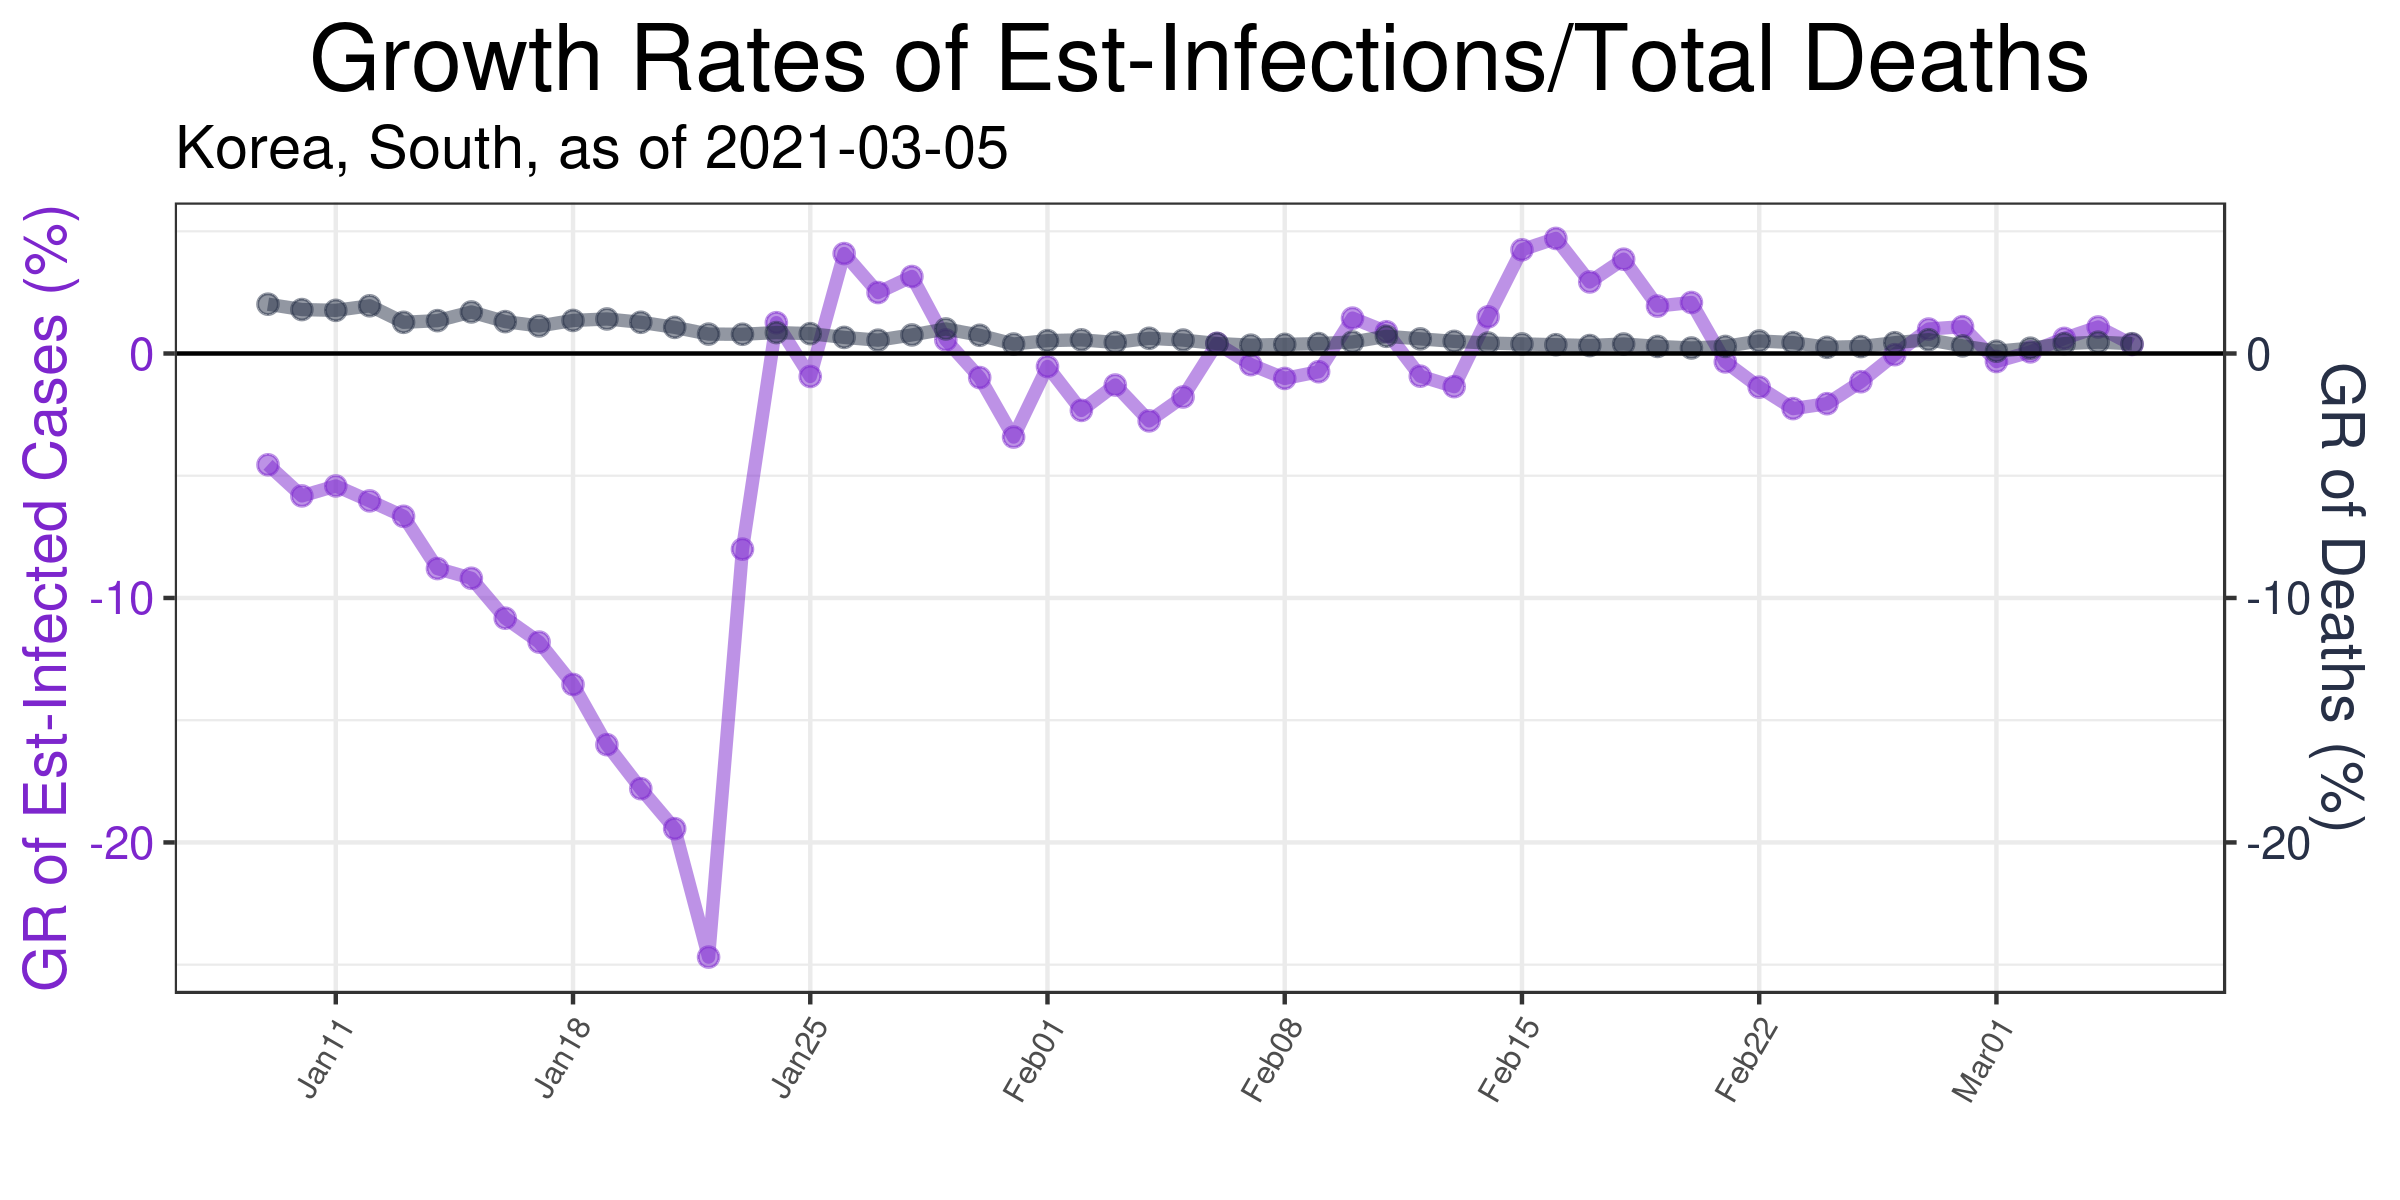 Growth Rates of Est-Infections/Total Deaths
Korea, South, as of 2021-03-05
GR of Est-Infected Cases (%)
0
-10
-20
0
-10
-20
GR of Deaths (%)
Jan11
Jan18
Jan25
Feb01
Feb08
Feb15
Feb22
Mar01